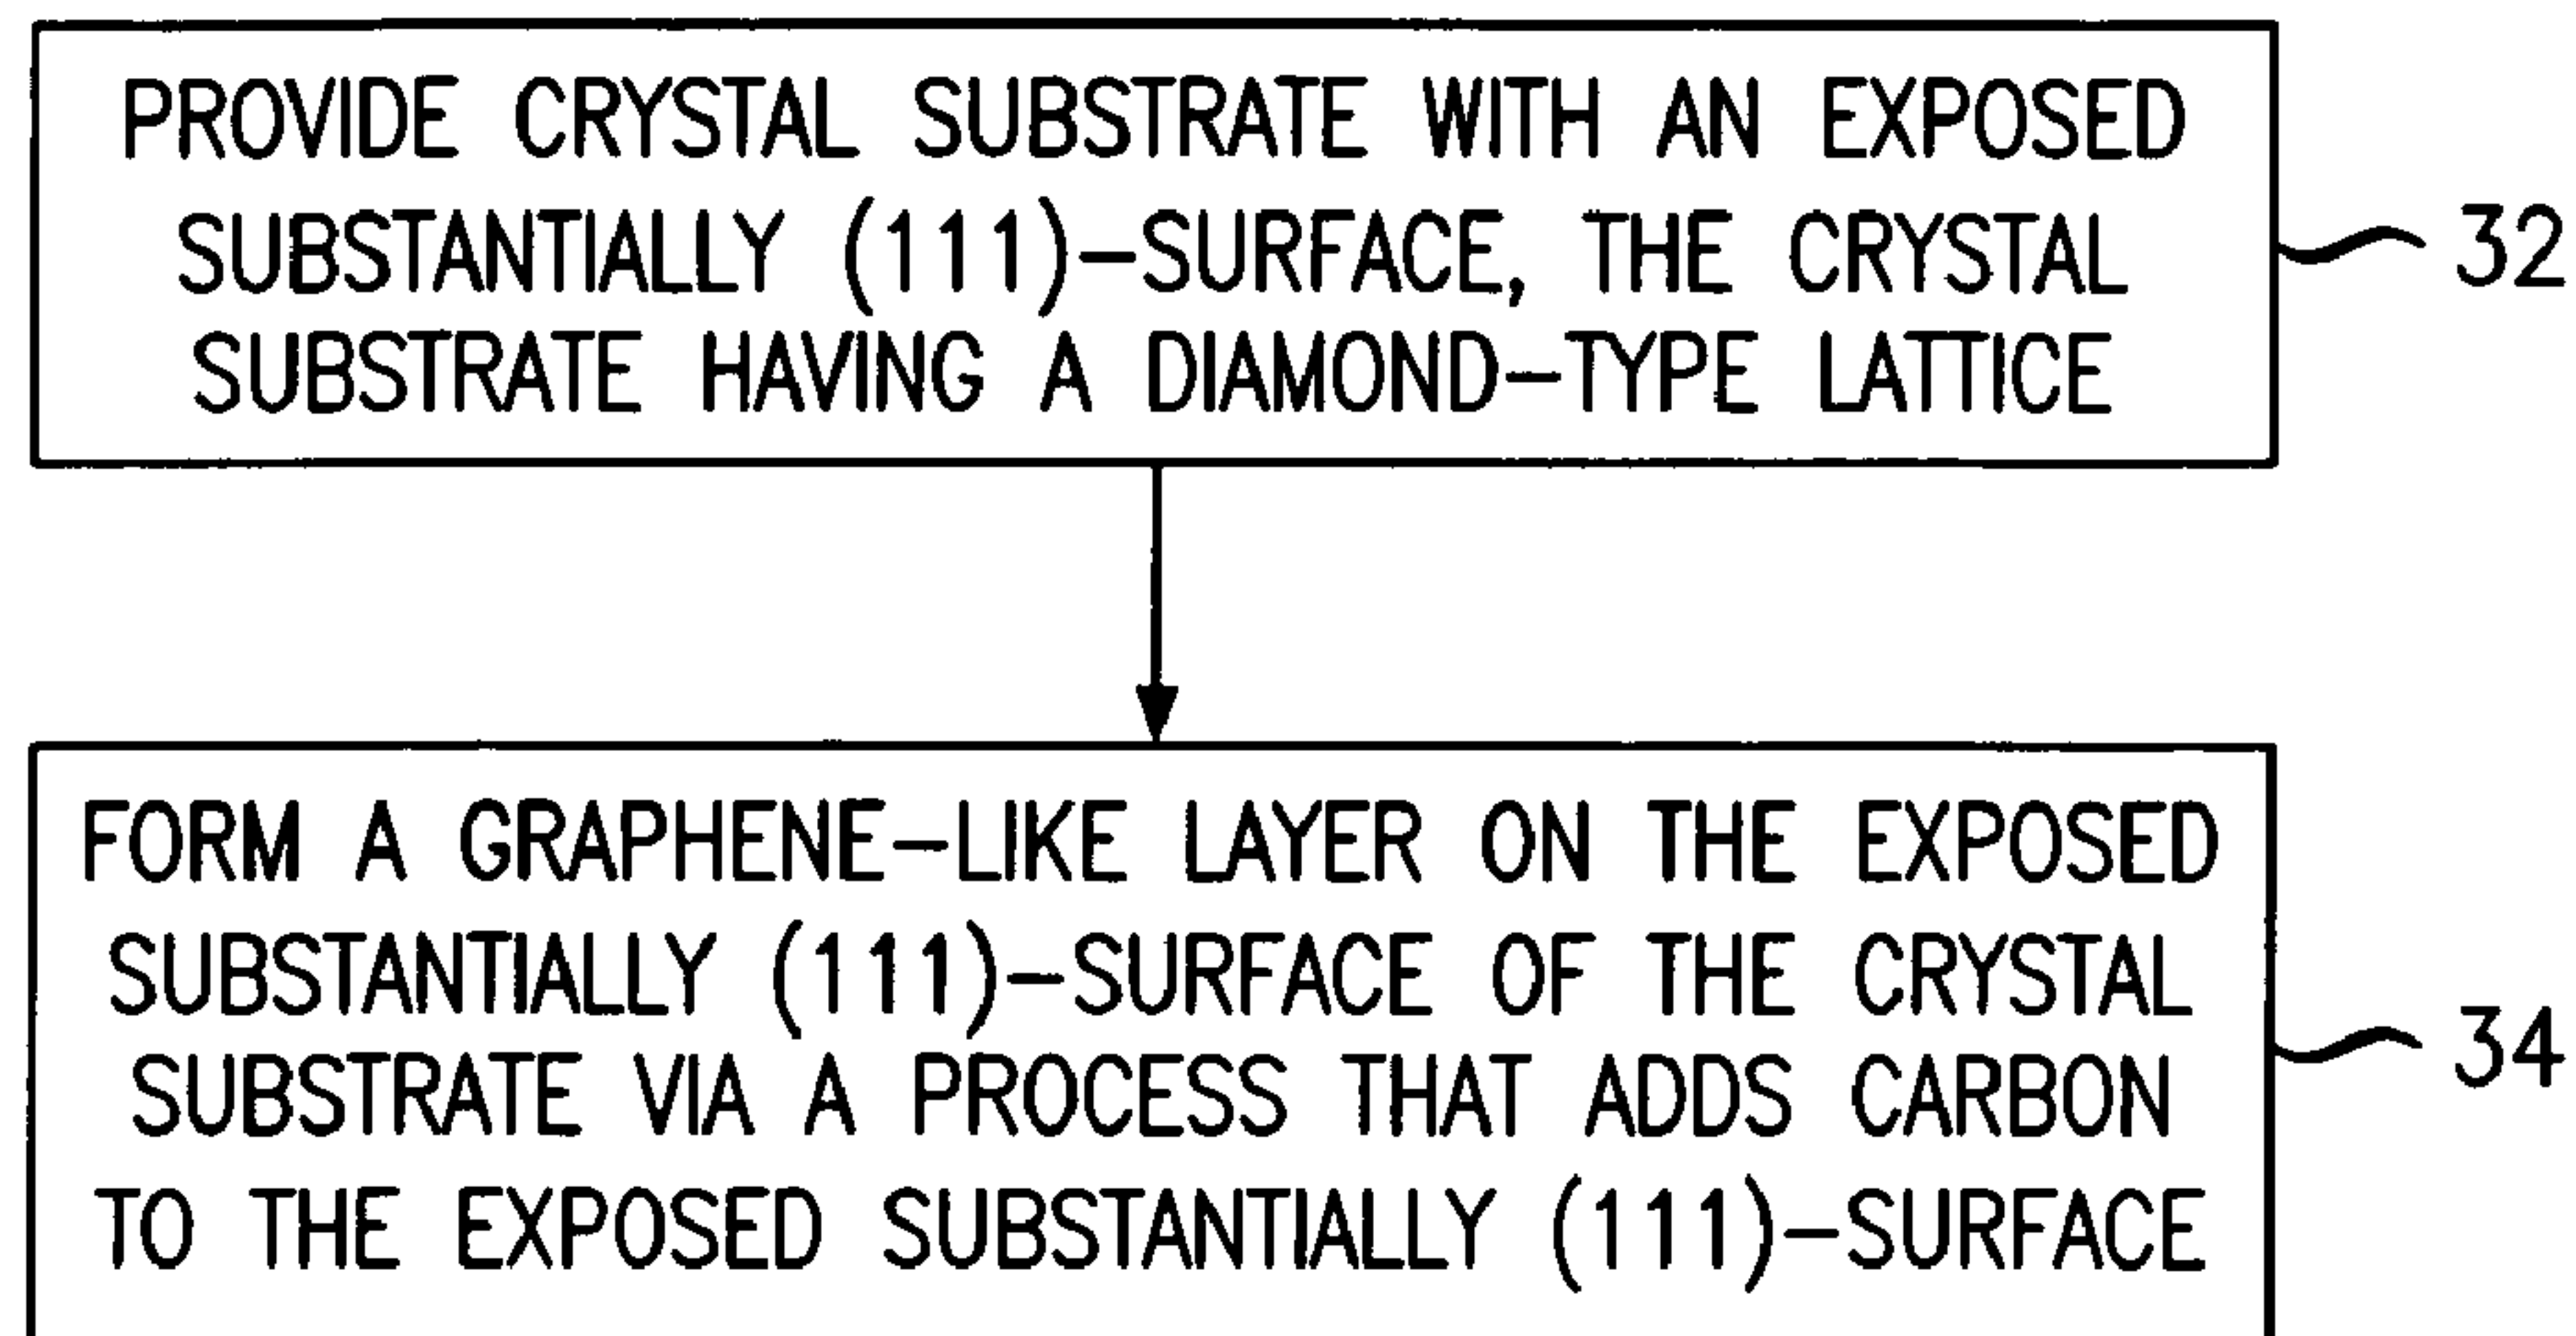 PROVIDE CRYSTAL SUBSTRATE WITH AN EXPOSED
SUBSTANTIALLY (111)-SURFACE, THE CRYSTAL
SUBSTRATE HAVING A DIAMOND-TYPE LATTICE
32
FORM A GRAPHENE-LIKE LAYER ON THE EXPOSED
SUBSTANTIALLY (111)-SURFACE OF THE CRYSTAL
SUBSTRATE VIA A PROCESS THAT ADDS CARBON
TO THE EXPOSED SUBSTANTIALLY (111)-SURFACE
34